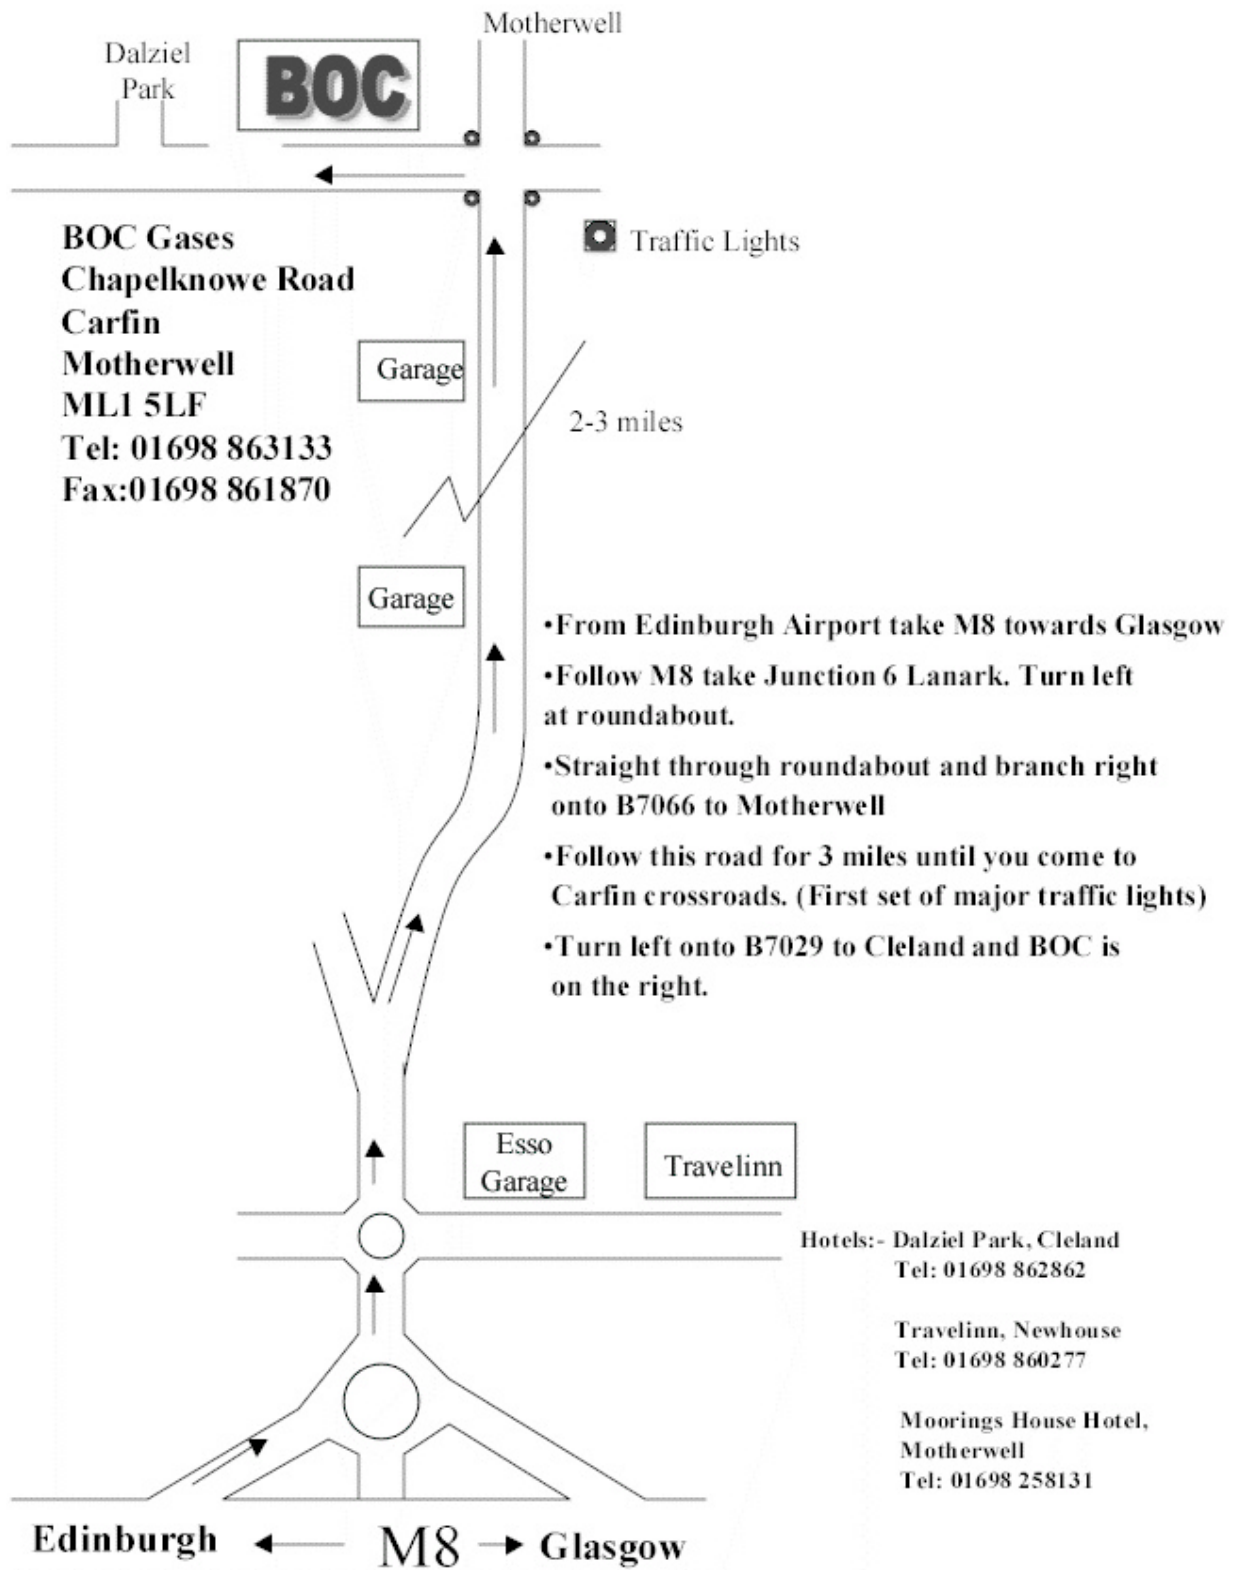 Motherwell
Dalziel
Park
BOC
BOC Gases
Chapelknowe Road
Carfin
Motherwell
ML1 5LF
Tel: 01698 863133
Fax:01698 861870
Traffic Lights
Garage
2-3 miles
Garage
•From Edinburgh Airport take M8 towards Glasgow
•Follow M8 take Junction 6 Lanark. Turn left
at roundabout.
•Straight through roundabout and branch right
onto B7066 to Motherwell
•Follow this road for 3 miles until you come to
Carfin crossroads. (First set of major traffic lights)
•Turn left onto B7029 to Cleland and BOC is
on the right.
Esso
Garage
Travelinn
Hotels:- Dalziel Park, Cleland
Tel: 01698 862862
Travelinn, Newhouse
Tel: 01698 860277
Moorings House Hotel,
Motherwell
Tel: 01698 258131
Edinburgh M8 Glasgow